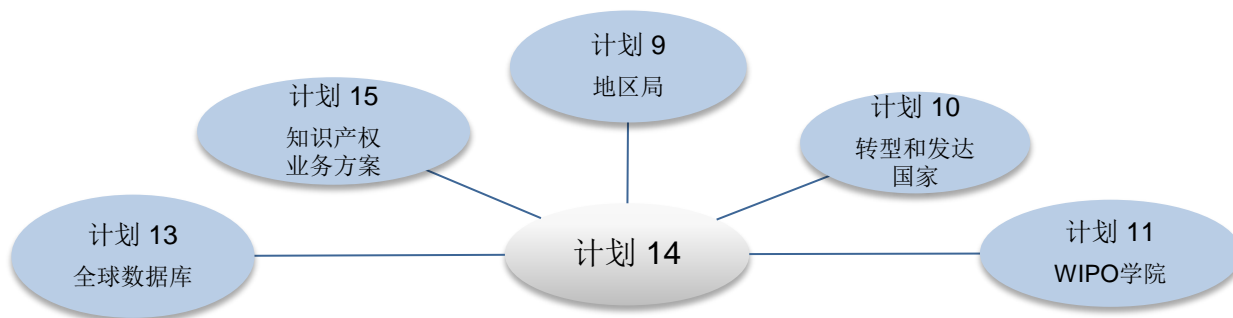 计划 9
地区局
计划 15
知识产权
业务方案
计划 10
转型和发达
国家
计划 13
全球数据库
计划 14
计划 11
WIPO学院